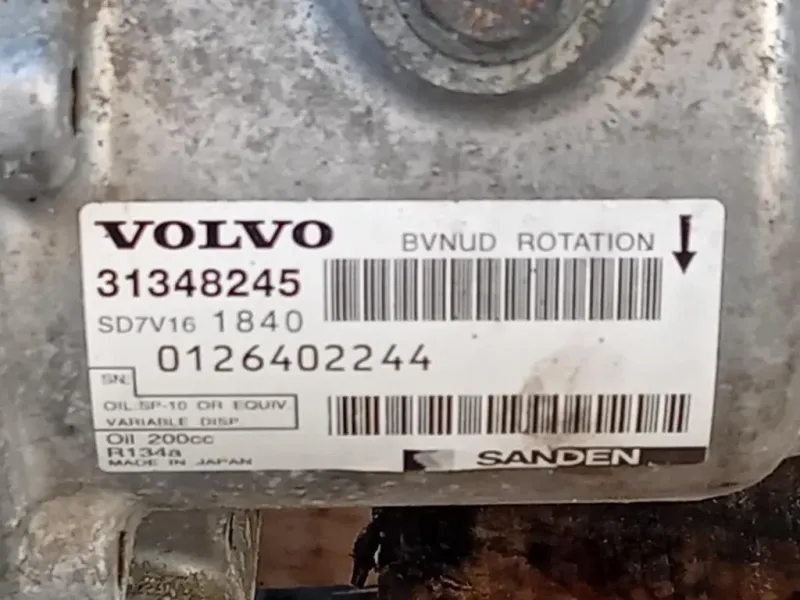 VOLVO BVNUD ROTATION
31348245
SD7V16 1840
0126402244
SN:
OIL:SP-10 OR EQUIV.
VARIABLE DISP.
Oil 200cc
R134a
MADE IN JAPAN SANDEN